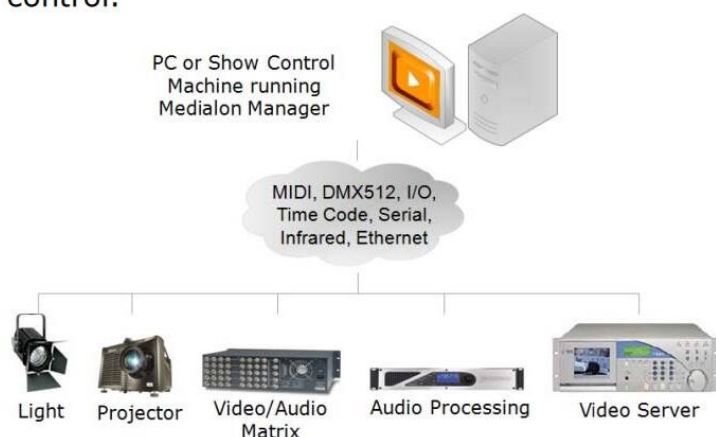 control.
PC or Show Control
Machine running
Medialon Manager
MIDI, DMX512, I/O,
Time Code, Serial,
Infrared, Ethernet
Light
Projector
Video/Audio
Matrix
Audio Processing
Video Server